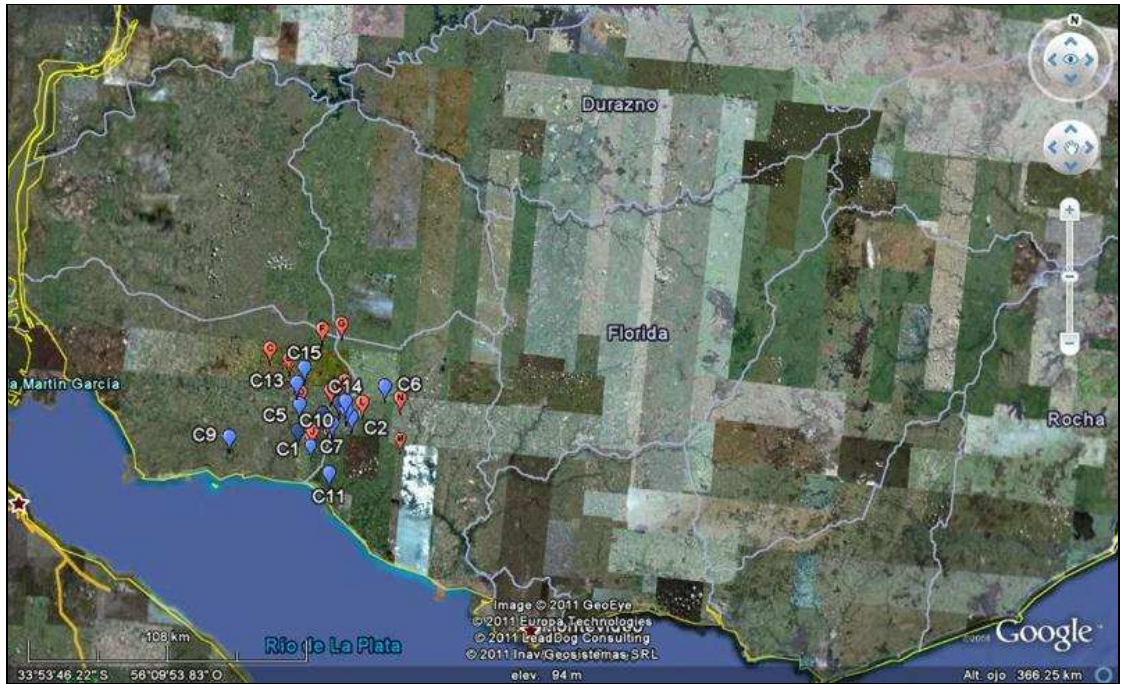 N
Durazno
Florida
F
G
C
C15
C13
C14
C6
a Martín García
L
N
C5
C10
C2
Rocha
C9
C1
C7
J
M
C11
Image © 2011 GeoEye
© 2011 Europa Technologies
© 2011 LeadDog Consulting
© 2011 Inav/Geosistemas SRL
108 km
Río de La Plata
©2008 Google™
33°53'46.22" S 56°09'53.83" O
elev. 94 m
Alt. ojo 366.25 km